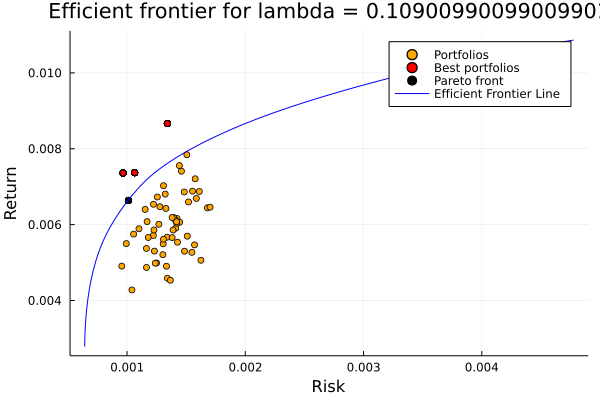 Efficient frontier for lambda = 0.1090099009900990
Portfolios
Best portfolios
Pareto front
Efficient Frontier Line
0.010
0.008
0.006
0.004
Return
0.001 0.002 0.003 0.004
Risk